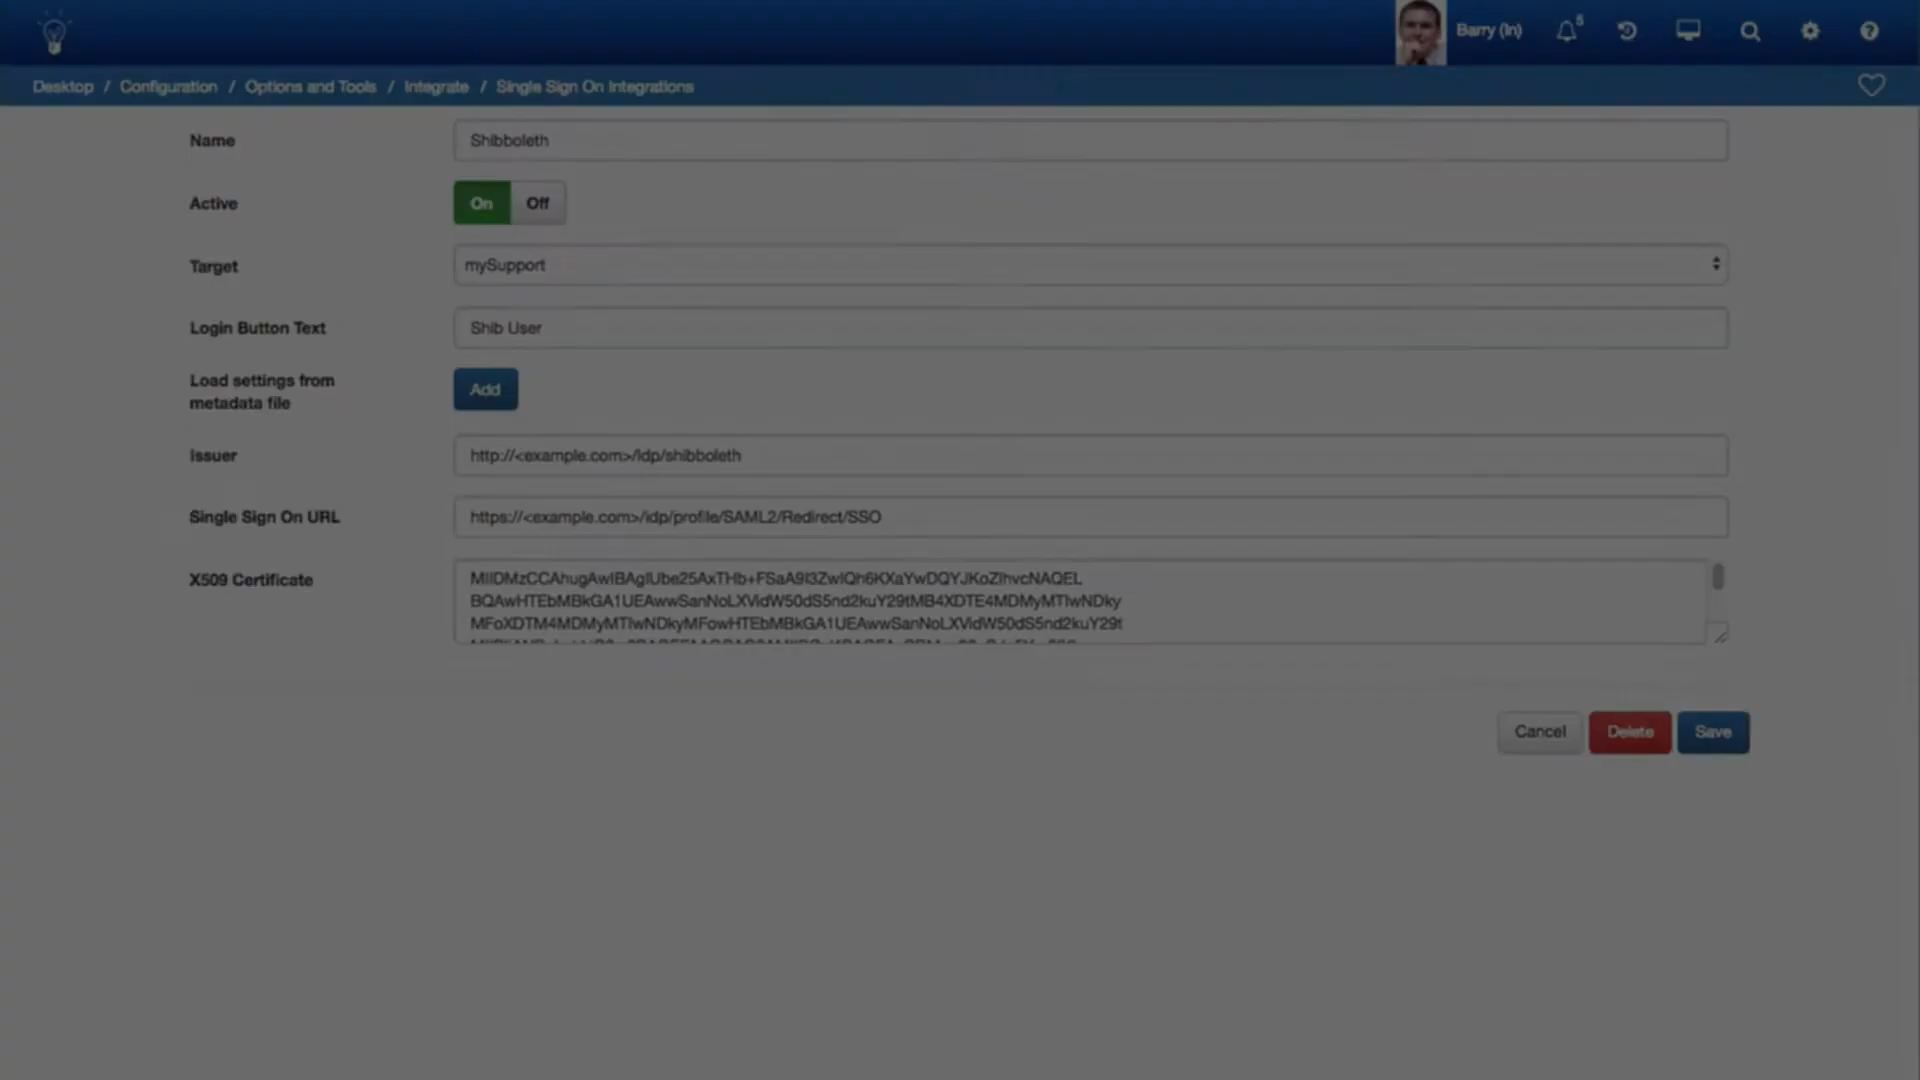 Barry (In)
5
Desktop / Configuration / Options and Tools / Integrate / Single Sign On Integrations
Name
Shibboleth
Active
On
Off
Target
mySupport
Login Button Text
Shib User
Load settings from
metadata file
Add
Issuer
http://<example.com>/idp/shibboleth
Single Sign On URL
https://<example.com>/idp/profile/SAML2/Redirect/SSO
X509 Certificate
MIIDMzCCAhugAwIBAgIUbe25AxTHb+FSaA9I3ZwIQh6KXaYwDQYJKoZIhvcNAQEL
BQAwHTEbMBkGA1UEAwwSanNoLXVidW50dS5nd2kuY29tMB4XDTE4MDMyMTIwNDky
MFoXDTM4MDMyMTIwNDkyMFowHTEbMBkGA1UEAwwSanNoLXVidW50dS5nd2kuY29t
Cancel
Delete
Save